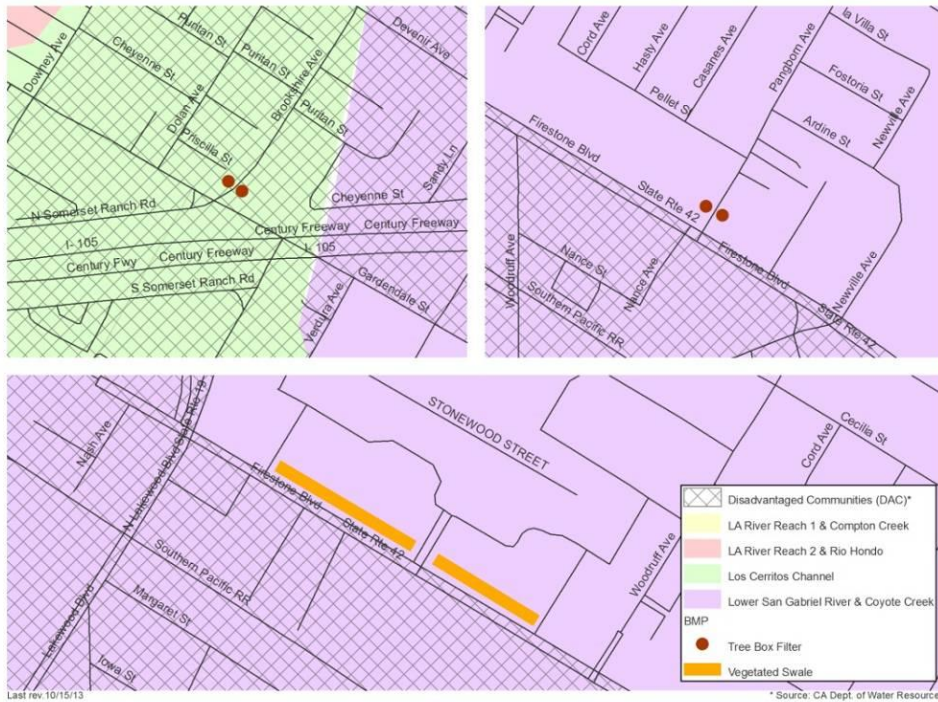 Downey Ave
Cheyenne St
Puritan St
Puritan St
Dolan Ave
Brookshire Ave
Devenir Ave
Puritan St
Priscilla St
Sandy Ln
Cheyenne St
N Somerset Ranch Rd
Century Freeway
Century Freeway
I- 105
Century Freeway
I- 105
Century Fwy
S Somerset Ranch Rd
Verdura Ave
Gardendale St
Cord Ave
Hasty Ave
Casanes Ave
Pangborn Ave
la Villa St
Fostoria St
Newville Ave
Pellet St
Ardine St
Firestone Blvd
State Rte 42
Woodruff Ave
Nance St
Nance Ave
Firestone Blvd
Southern Pacific RR
Newville Ave
State Rte 42
Nash Ave
N Lakewood Blvd
State Rte 19
STONEWOOD STREET
Cecilia St
Cord Ave
Firestone Blvd
State Rte 42
Woodruff Ave
Southern Pacific RR
Margaret St
Lakewood Blvd
Iowa St
Disadvantaged Communities (DAC)*
LA River Reach 1 & Compton Creek
LA River Reach 2 & Rio Hondo
Los Cerritos Channel
Lower San Gabriel River & Coyote Creek
BMP
Tree Box Filter
Vegetated Swale
Last rev.10/15/13
* Source: CA Dept. of Water Resource